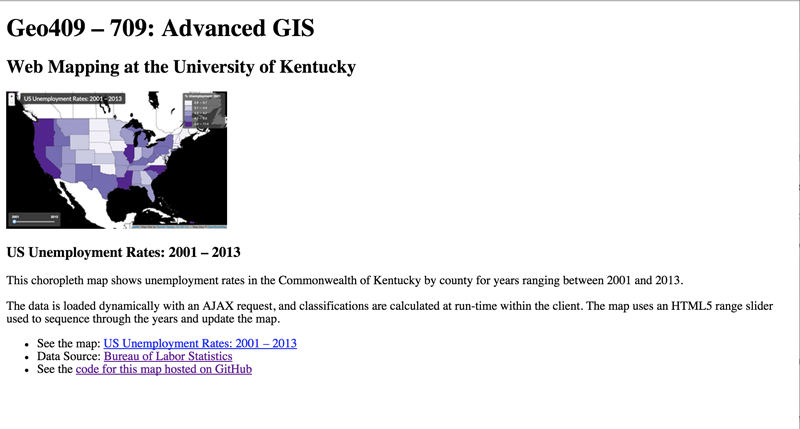 Geo409 – 709: Advanced GIS
Web Mapping at the University of Kentucky
US Unemployment Rates: 2001 - 2013
2001
2013
US Unemployment Rates: 2001 – 2013
This choropleth map shows unemployment rates in the Commonwealth of Kentucky by county for years ranging between 2001 and 2013.
The data is loaded dynamically with an AJAX request, and classifications are calculated at run-time within the client. The map uses an HTML5 range slider
used to sequence through the years and update the map.
See the map: US Unemployment Rates: 2001 – 2013
Data Source: Bureau of Labor Statistics
See the code for this map hosted on GitHub